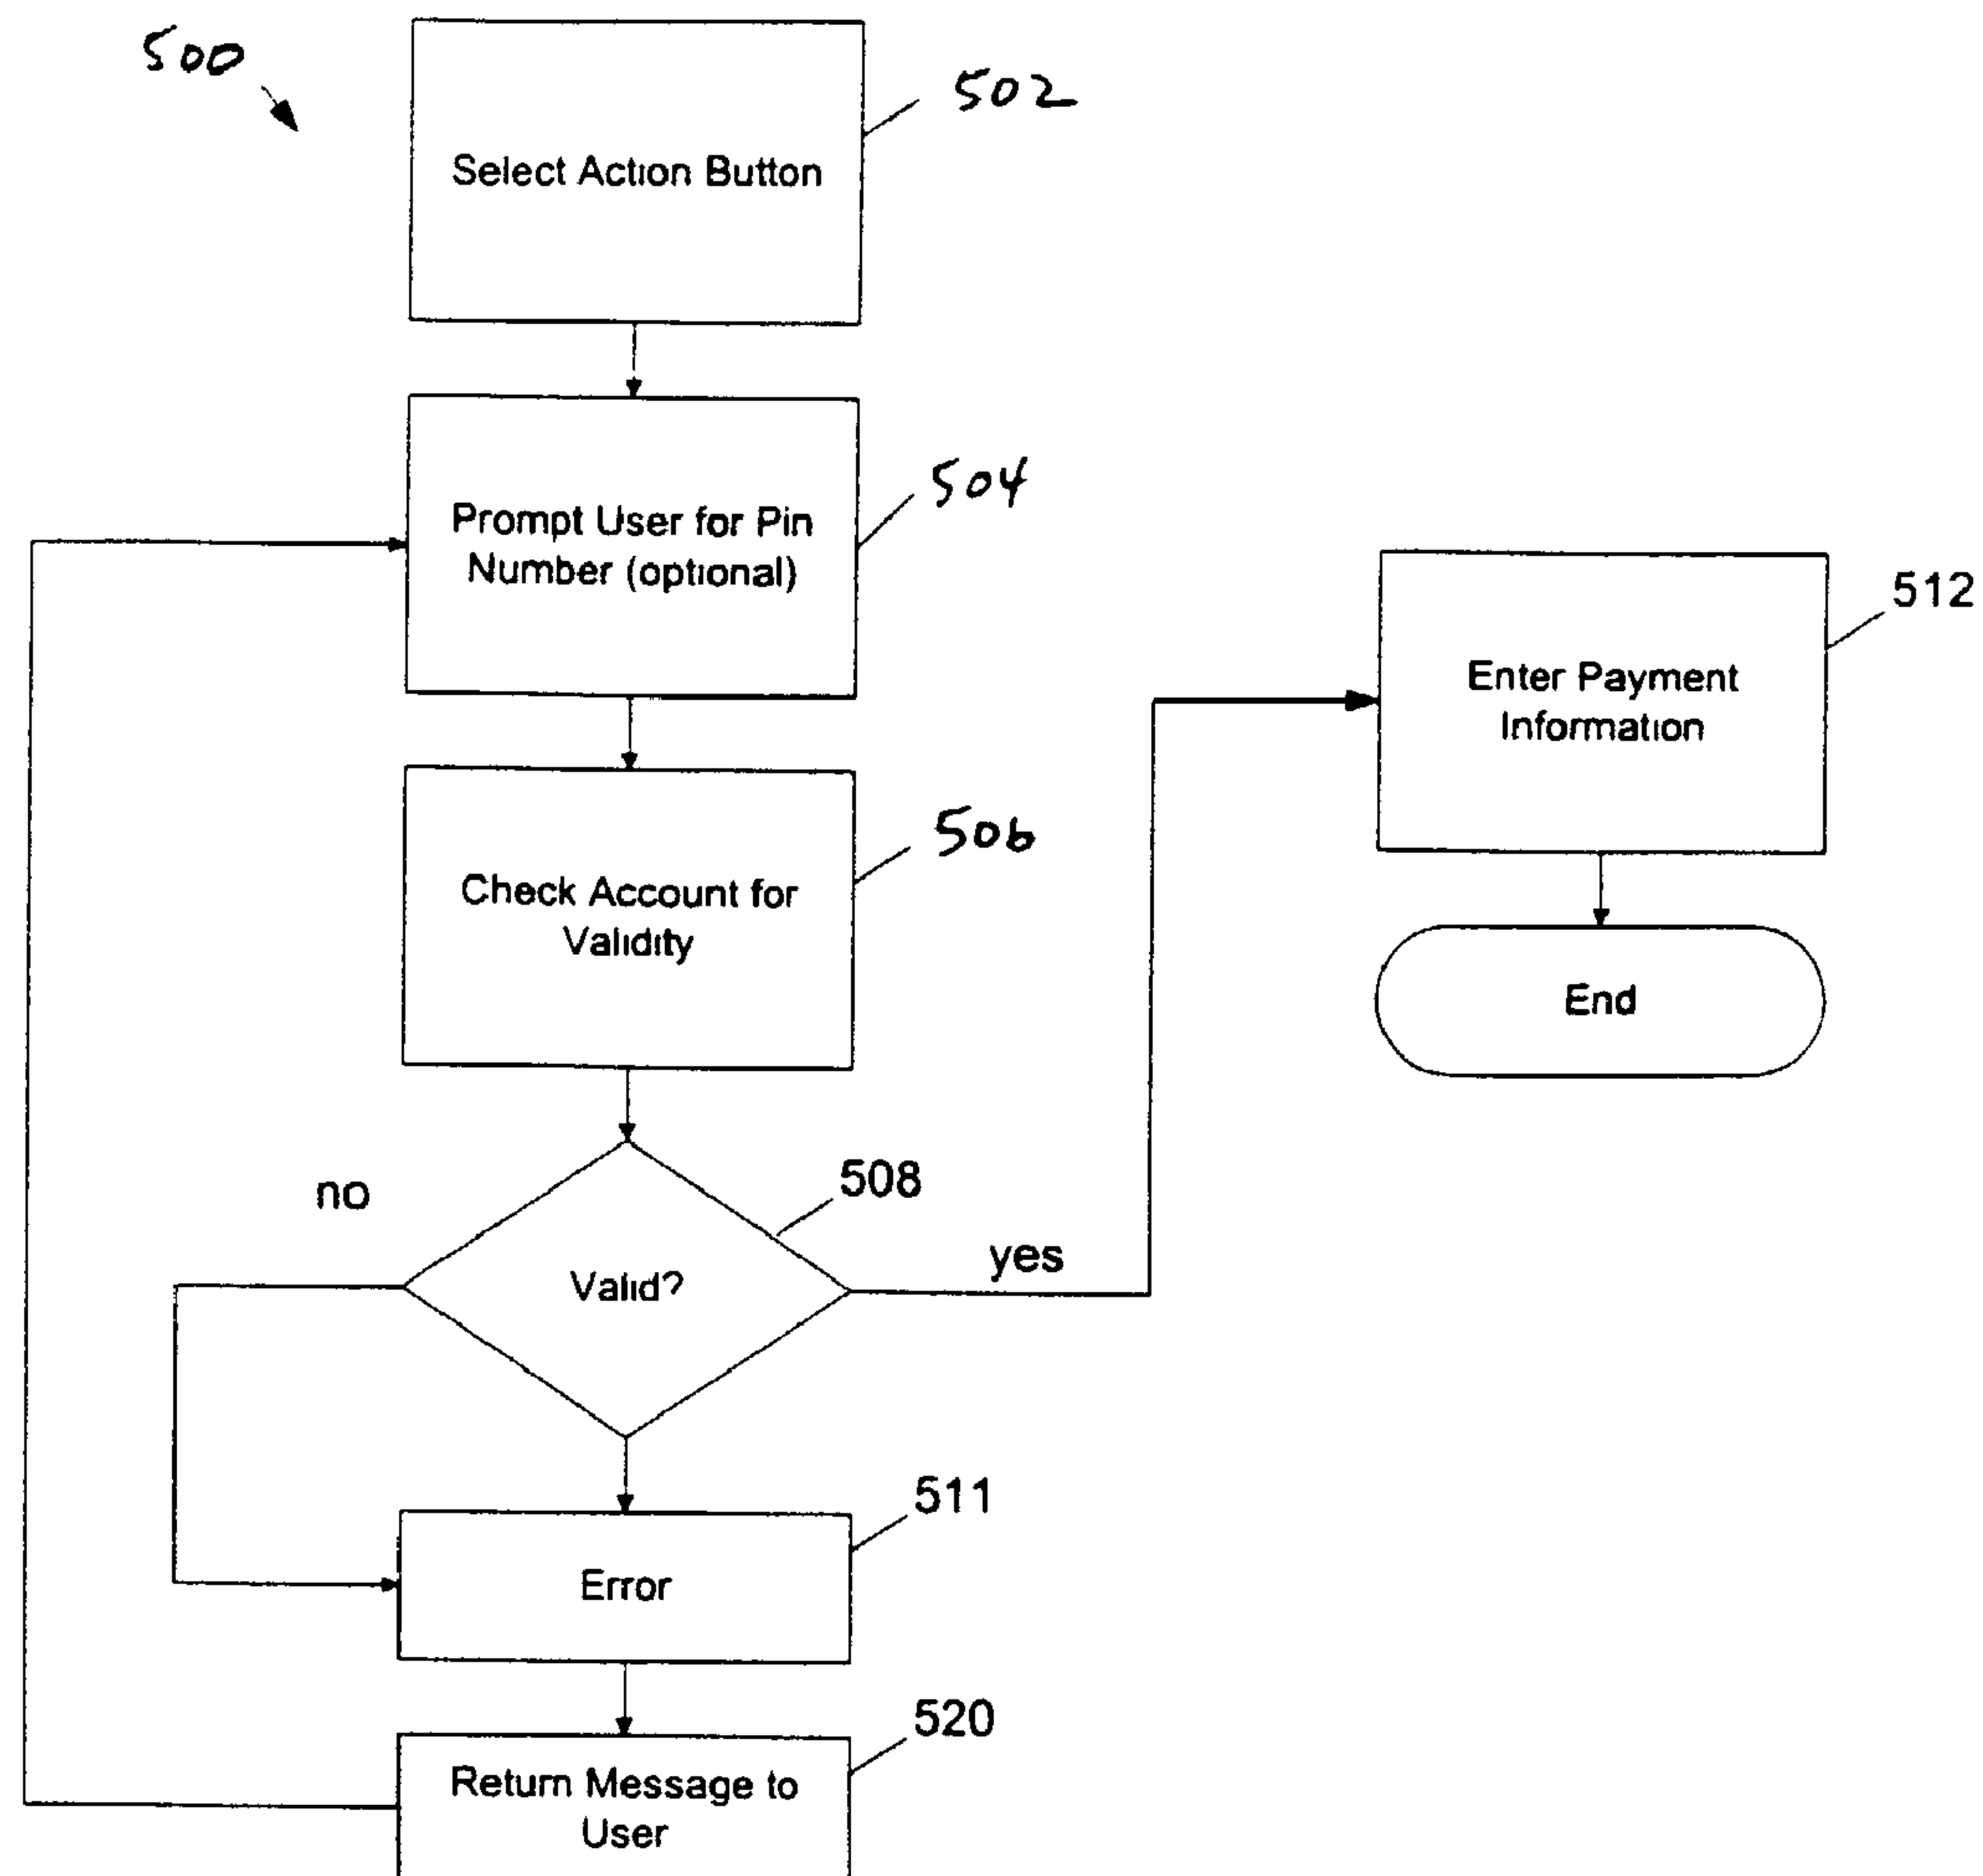 500
502
Select Action Button
504
Prompt User for Pin
Number (optional)
512
Enter Payment
Information
506
Check Account for
Validity
End
no
508
Valid?
yes
511
Error
520
Return Message to
User